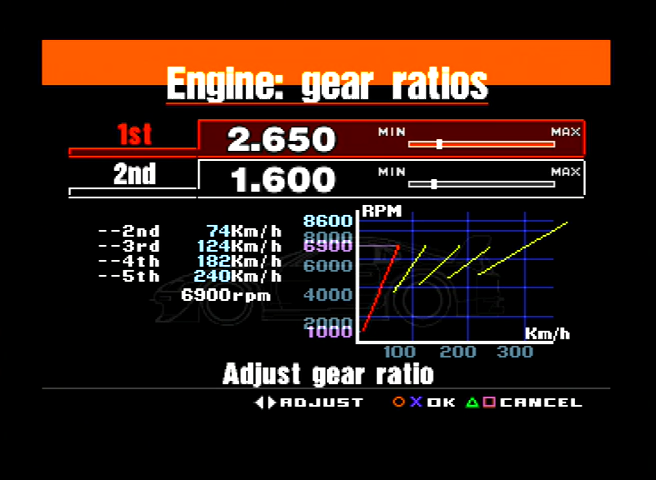 Engine: gear ratios
1st 2.650 MIN MAX
2nd 1.600 MIN MAX
--2nd 74Km/h
--3rd 124Km/h
--4th 182Km/h
--5th 240Km/h
6900rpm
RPM
8600
8000
6900
6000
4000
2000
1000
Km/h
100 200 300
Adjust gear ratio
ADJUST OK CANCEL